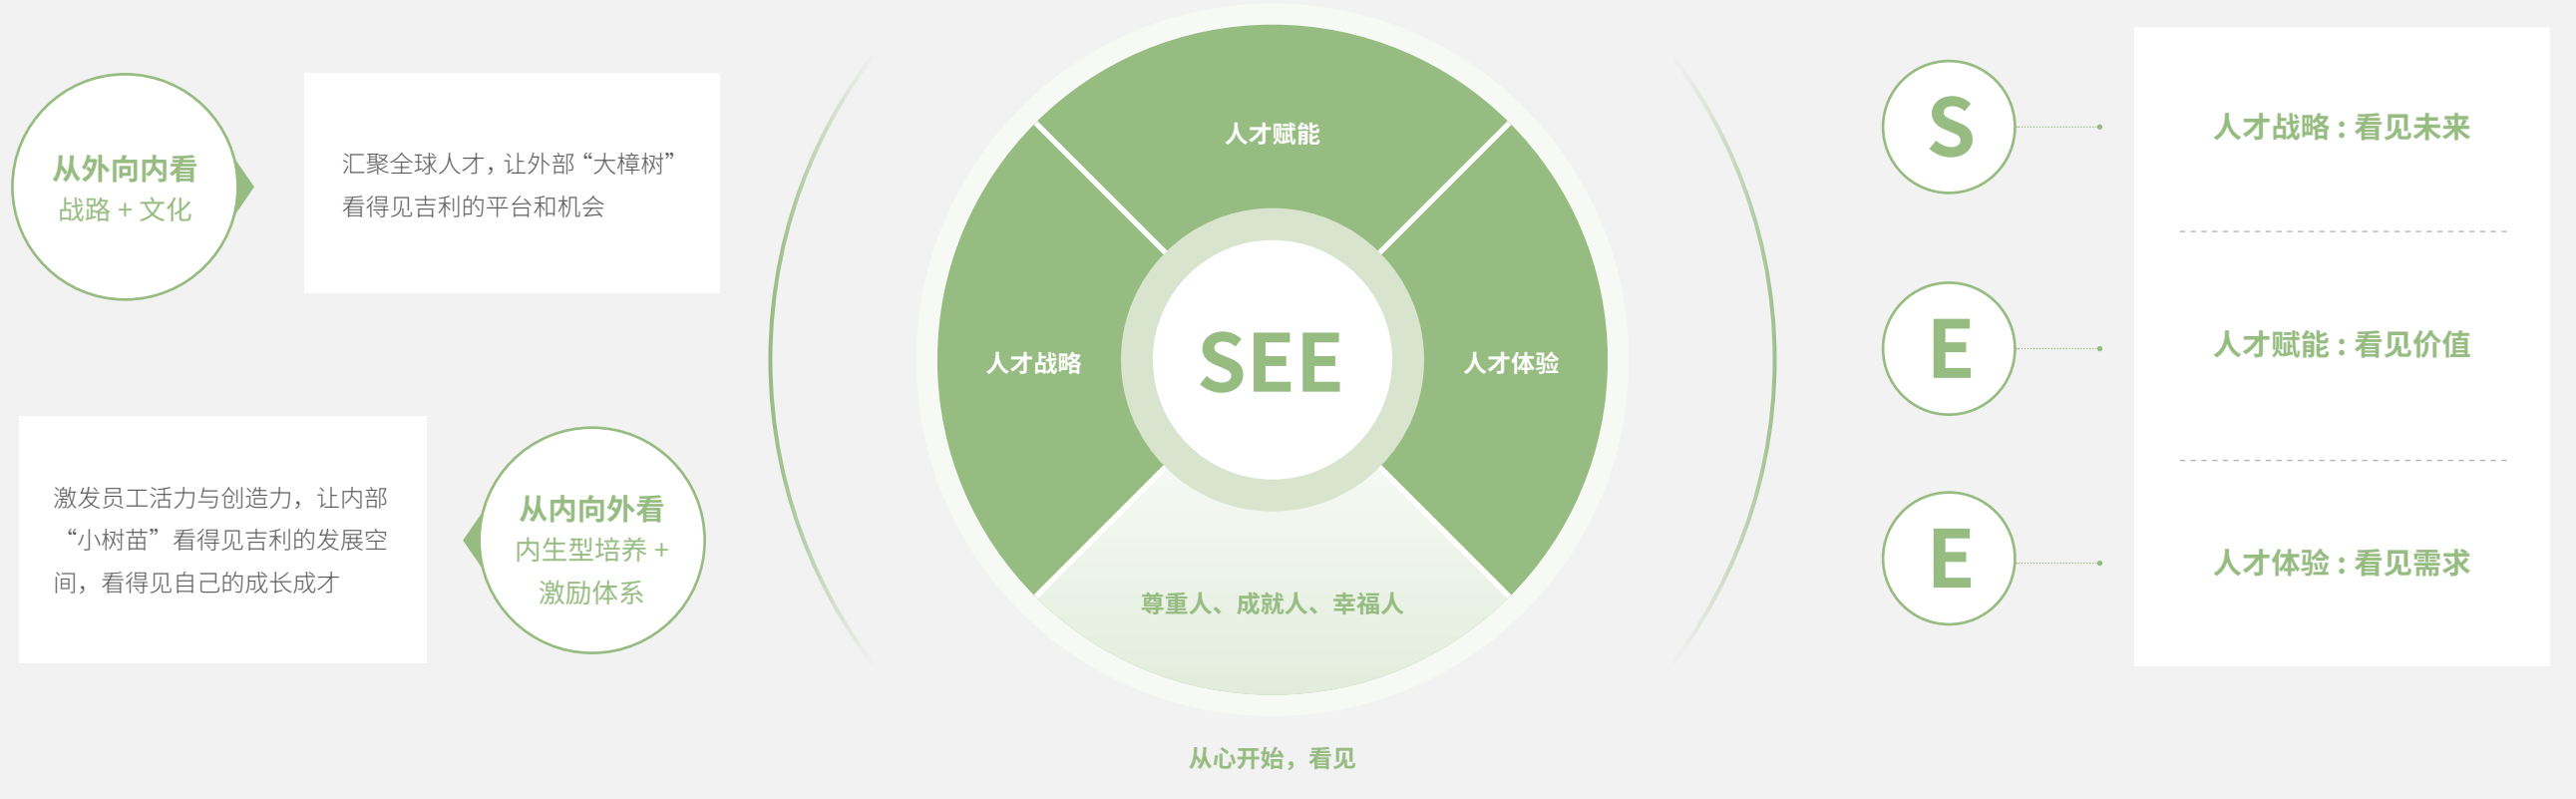 从外向内看
战路 + 文化
汇聚全球人才，让外部“大樟树”
看得见吉利的平台和机会
激发员工活力与创造力，让内部
“小树苗”看得见吉利的发展空
间，看得见自己的成长成才
从内向外看
内生型培养 +
激励体系
人才赋能
人才战略
SEE
人才体验
尊重人、成就人、幸福人
从心开始，看见
S
人才战略 : 看见未来
E
人才赋能 : 看见价值
E
人才体验 : 看见需求